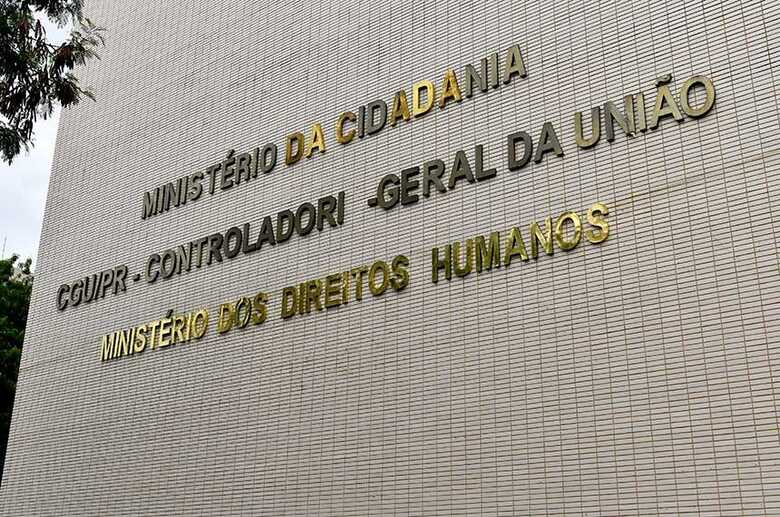 MINISTÉRIO DA CIDADANIA
CGU/PR - CONTROLADORI -GERAL DA UNIÃO
MINISTÉRIO DOS DIREITOS HUMANOS